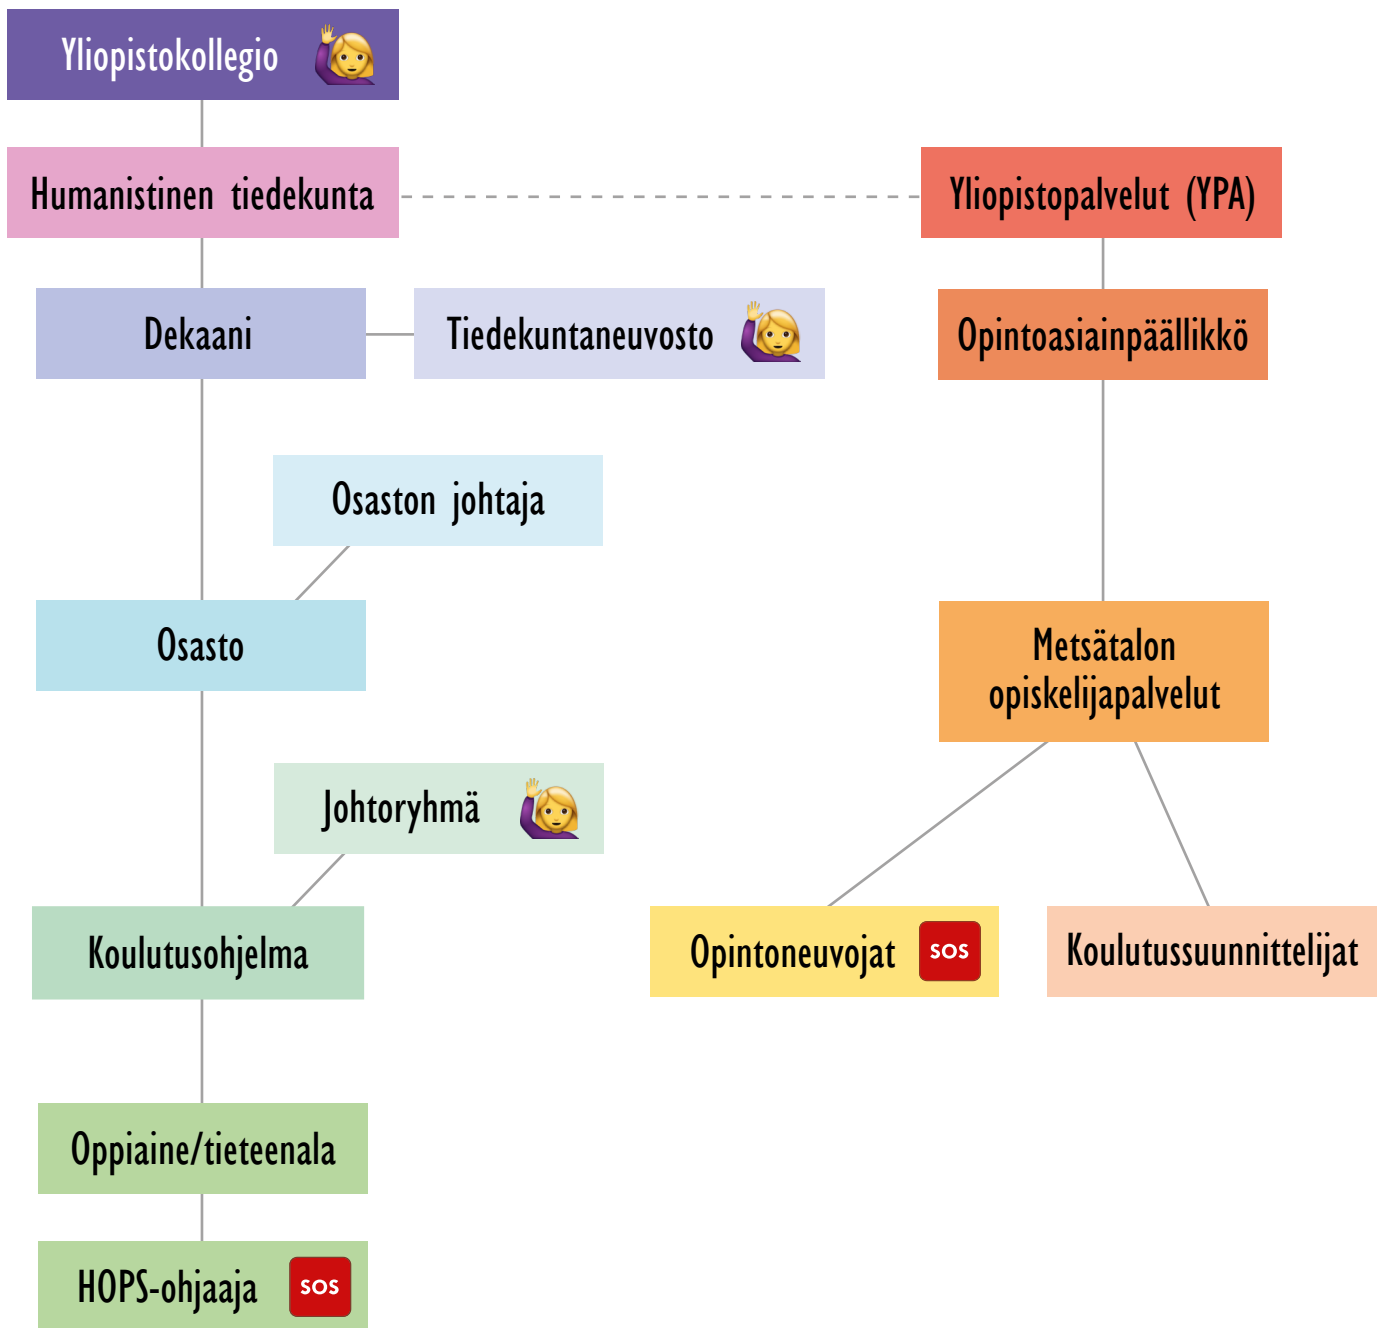 Yliopistokollegio
Humanistinen tiedekunta
Yliopistopalvelut (YPA)
Dekaani
Tiedekuntaneuvosto
Opintoasiainpäällikkö
Osaston johtaja
Osasto
Metsätalon
opiskelijapalvelut
Johtoryhmä
Koulutusohjelma
Opintoneuvojat
SOS
Koulutussuunnittelijat
Oppiaine/tieteenala
HOPS-ohjaaja
SOS